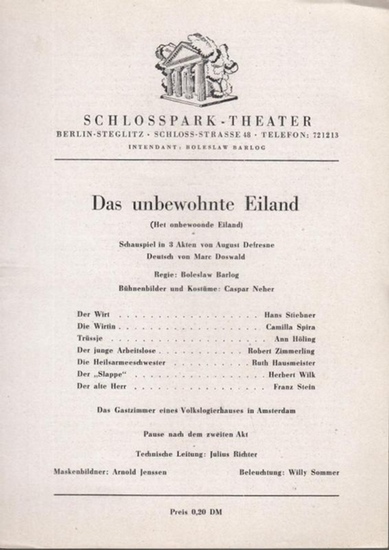 SCHLOSSPARK-THEATER
BERLIN-STEGLITZ · SCHLOSS-STRASSE 48 · TELEFON: 721213
INTENDANT: BOLESLAW BARLOG
Das unbewohnte Eiland
(Het onbewoonde Eiland)
Schauspiel in 3 Akten von August Defresne
Deutsch von Marc Doswald
Regie: Boleslaw Barlog
Bühnenbilder und Kostüme: Caspar Neher
Der Wirt . . . . . . . . . . . . . . . . Hans Stiebner
Die Wirtin . . . . . . . . . . . . . . . . Camilla Spira
Trüssje . . . . . . . . . . . . . . . . Ann Höling
Der junge Arbeitslose . . . . . . . . . . Robert Zimmerling
Die Heilsarmeeschwester . . . . . . . . . . Ruth Hausmeister
Der „Slappe" . . . . . . . . . . . . . . . . Herbert Wilk
Der alte Herr . . . . . . . . . . . . . . . . Franz Stein
Das Gastzimmer eines Volkslogierhauses in Amsterdam
Pause nach dem zweiten Akt
Technische Leitung: Julius Richter
Maskenbildner: Arnold Jenssen Beleuchtung: Willy Sommer
Preis 0,20 DM